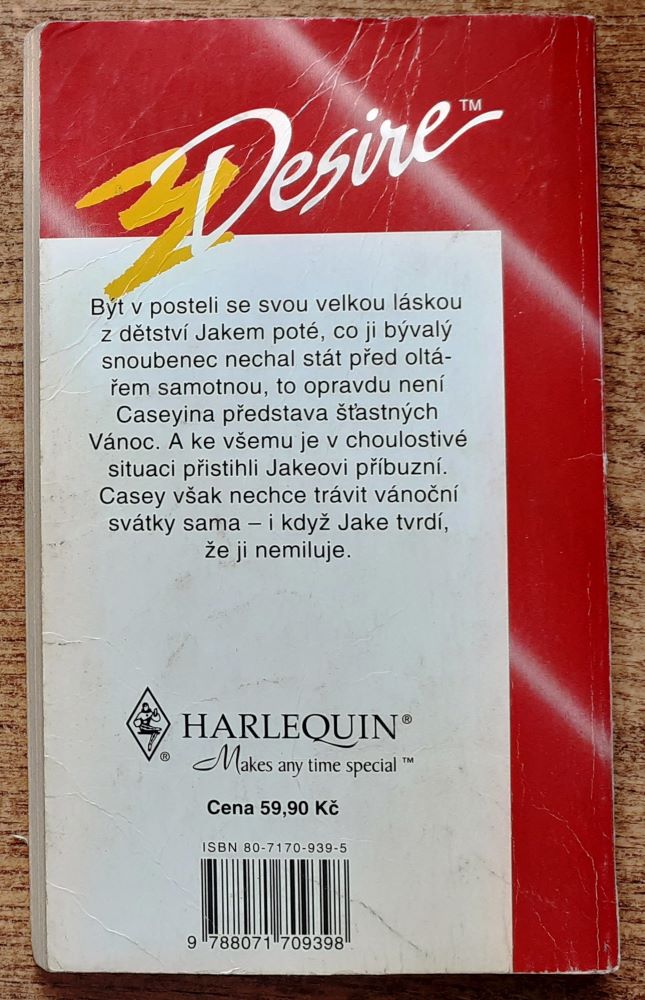 Desire™
Být v posteli se svou velkou láskou
z dětství Jakem poté, co ji bývalý
snoubenec nechal stát před oltá-
řem samotnou, to opravdu není
Caseyina představa šťastných
Vánoc. A ke všemu je v choulostivé
situaci přistihli Jakeovi příbuzní.
Casey však nechce trávit vánoční
svátky sama – i když Jake tvrdí,
že ji nemiluje.
HARLEQUIN®
®
Makes any time special™
Cena 59,90 Kč
ISBN 80-7170-939-5
9 788071 709398